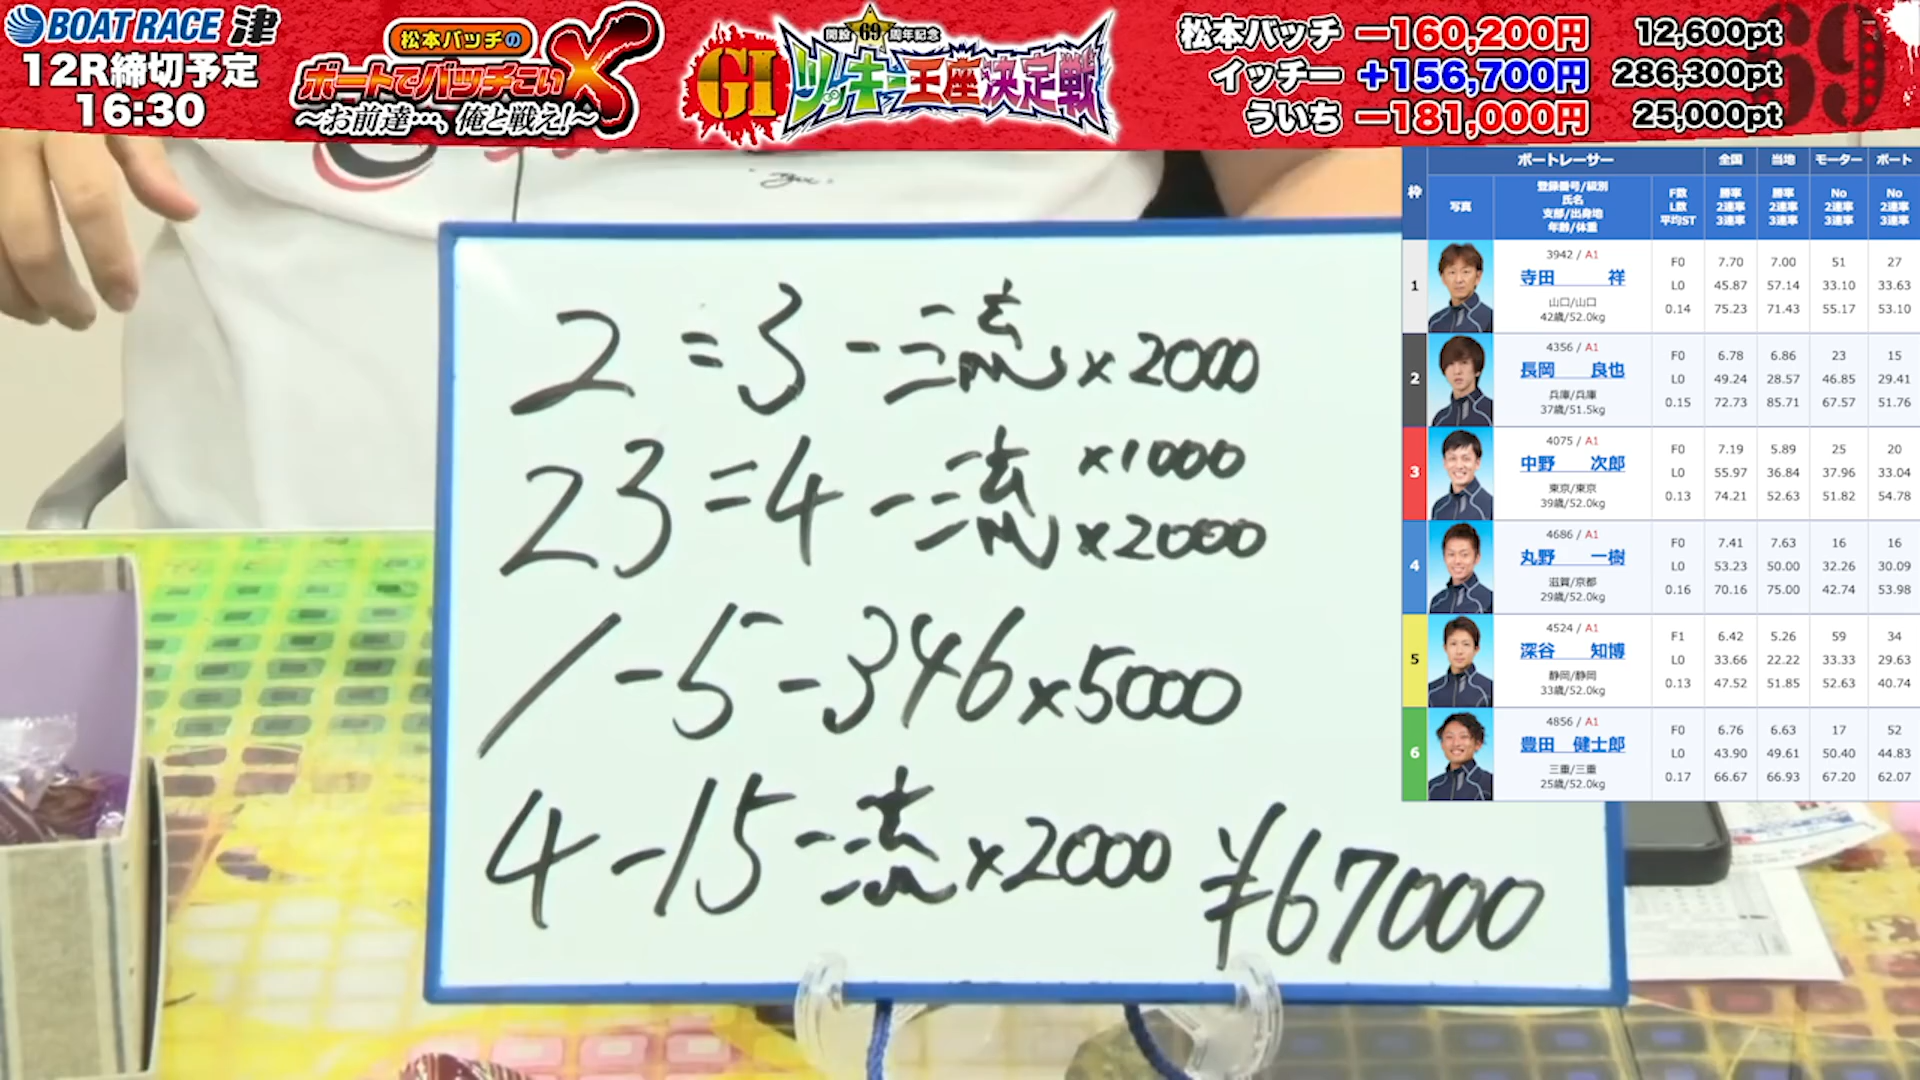 BOAT RACE 津
12R締切予定
16:30
松本バッチの
ボートでバッチこいX
～お前達…、俺と戦え!～
開設69周年記念
GI ツッキー王座決定戦
松本バッチ －160,200円 12,600pt
イッチー ＋156,700円 286,300pt
ういち －181,000円 25,000pt
69
2=3-流×2000
23=4-流×1000
×2000
1-5-346×5000
4-15-流×2000
¥67000
ボートレーサー 全国 当地 モーター ボート
枠 写真 登録番号/級別 氏名 支部/出身地 年齢/体重 F数 L数 平均ST 勝率 2連率 3連率 勝率 2連率 3連率 No 2連率 3連率 No 2連率 3連率
3942 / A1
1 寺田 祥 F0 7.70 7.00 51 27
山口/山口 L0 45.87 57.14 33.10 33.63
42歳/52.0kg 0.14 75.23 71.43 55.17 53.10
4356 / A1
2 長岡 良也 F0 6.78 6.86 23 15
兵庫/兵庫 L0 49.24 28.57 46.85 29.41
37歳/51.5kg 0.15 72.73 85.71 67.57 51.76
4075 / A1
3 中野 次郎 F0 7.19 5.89 25 20
東京/東京 L0 55.97 36.84 37.96 33.04
39歳/52.0kg 0.13 74.21 52.63 51.82 54.78
4686 / A1
4 丸野 一樹 F0 7.41 7.63 16 16
滋賀/京都 L0 53.23 50.00 32.26 30.09
29歳/52.0kg 0.16 70.16 75.00 42.74 53.98
4524 / A1
5 深谷 知博 F1 6.42 5.26 59 34
静岡/静岡 L0 33.66 22.22 33.33 29.63
33歳/52.0kg 0.13 47.52 51.85 52.63 40.74
4856 / A1
6 豊田 健士郎 F0 6.76 6.63 17 52
三重/三重 L0 43.90 49.61 50.40 44.83
25歳/52.0kg 0.17 66.67 66.93 67.20 62.07